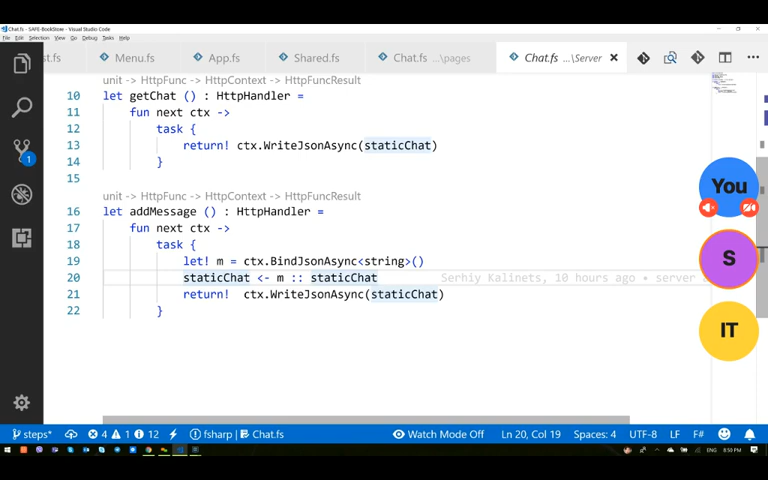 Chat.fs - SAFE-BookStore - Visual Studio Code
File Edit Selection View Go Debug Tasks Help
st.fs Menu.fs App.fs Shared.fs Chat.fs ...\pages Chat.fs ...\Server
unit -> HttpFunc -> HttpContext -> HttpFuncResult
10 let getChat () : HttpHandler =
11 fun next ctx ->
12 task {
13 return! ctx.WriteJsonAsync(staticChat)
14 }
15
unit -> HttpFunc -> HttpContext -> HttpFuncResult
16 let addMessage () : HttpHandler =
17 fun next ctx ->
18 task {
19 let! m = ctx.BindJsonAsync<string>()
20 staticChat <- m :: staticChat Serhiy Kalinets, 10 hours ago • server
21 return! ctx.WriteJsonAsync(staticChat)
22 }
You
S
IT
1
steps* 4 1 12 fsharp | Chat.fs Watch Mode Off Ln 20, Col 19 Spaces: 4 UTF-8 LF F#
ENG 8:50 PM